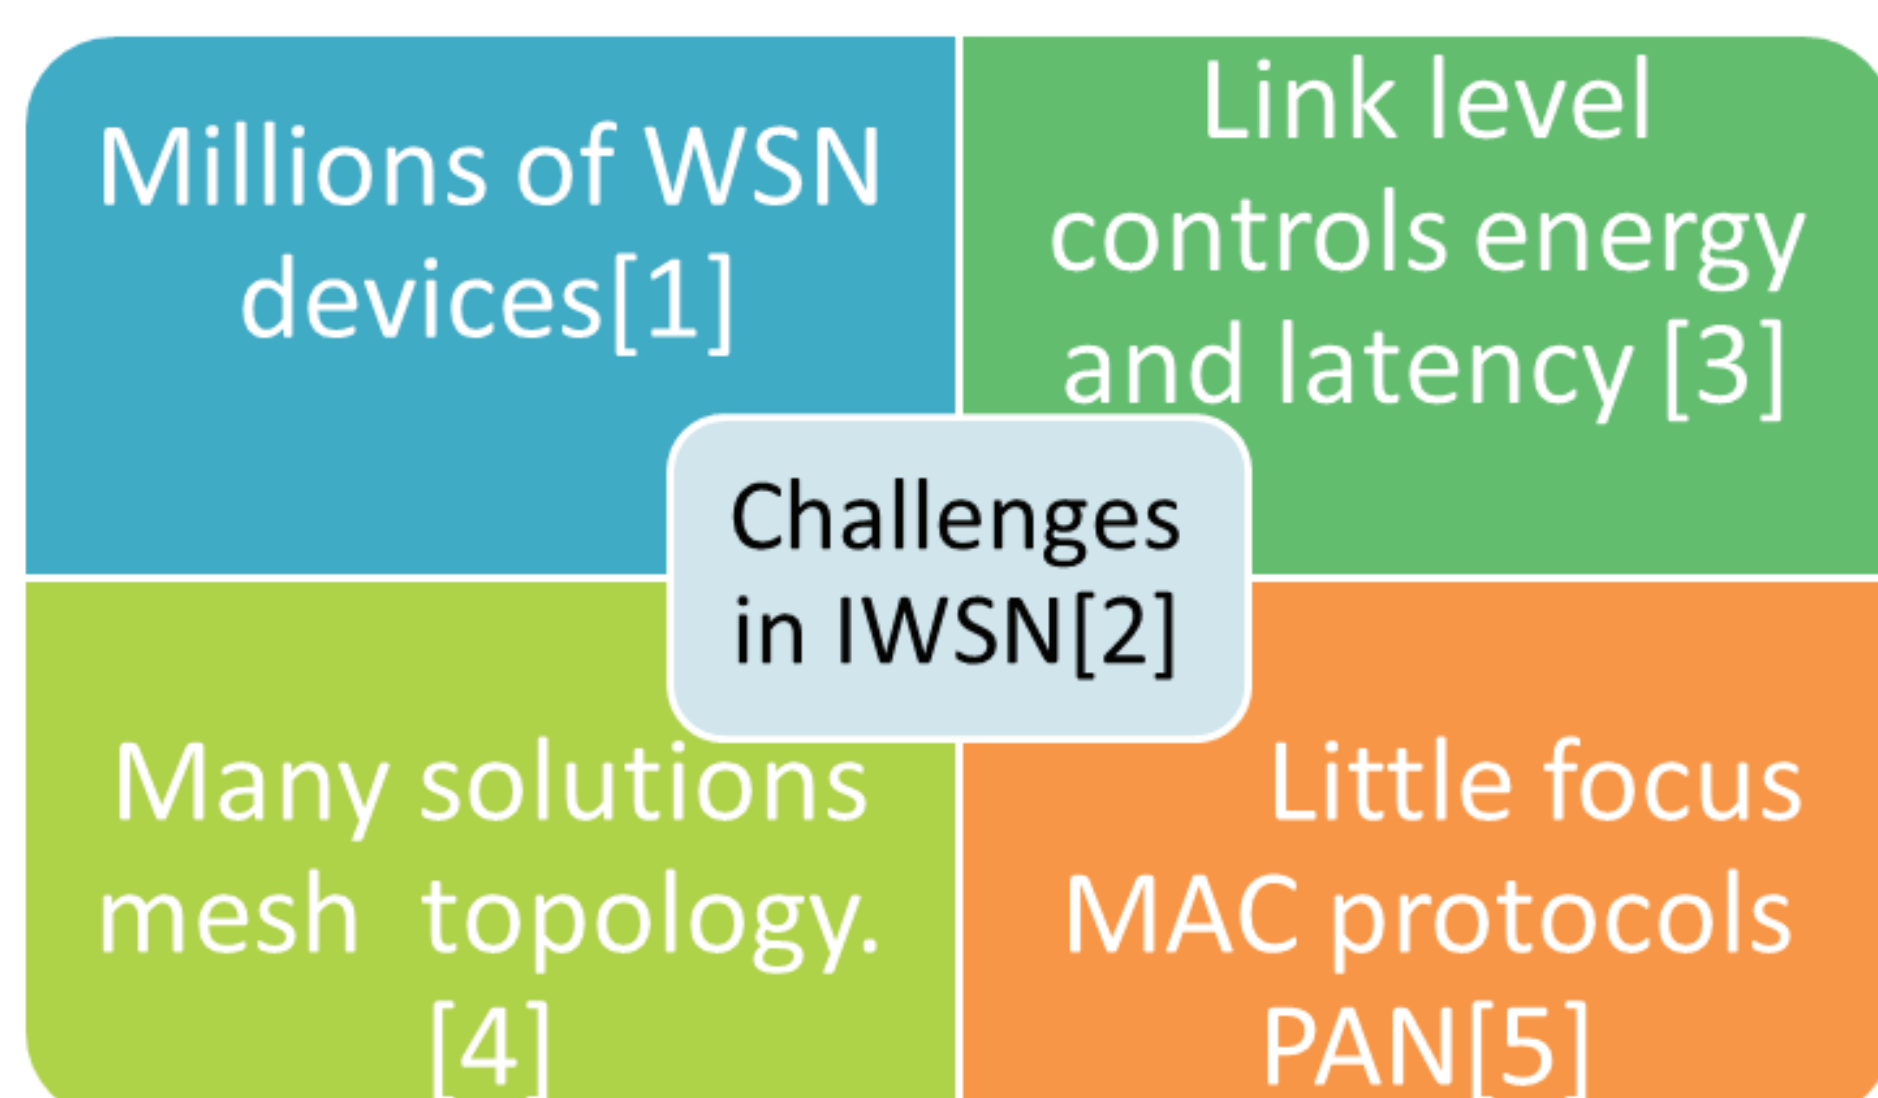 Millions of WSN
devices[1]
Link level
controls energy
and latency [3]
Challenges
in IWSN[2]
Many solutions
mesh  topology.
[4]
Little focus
MAC protocols
PAN[5]